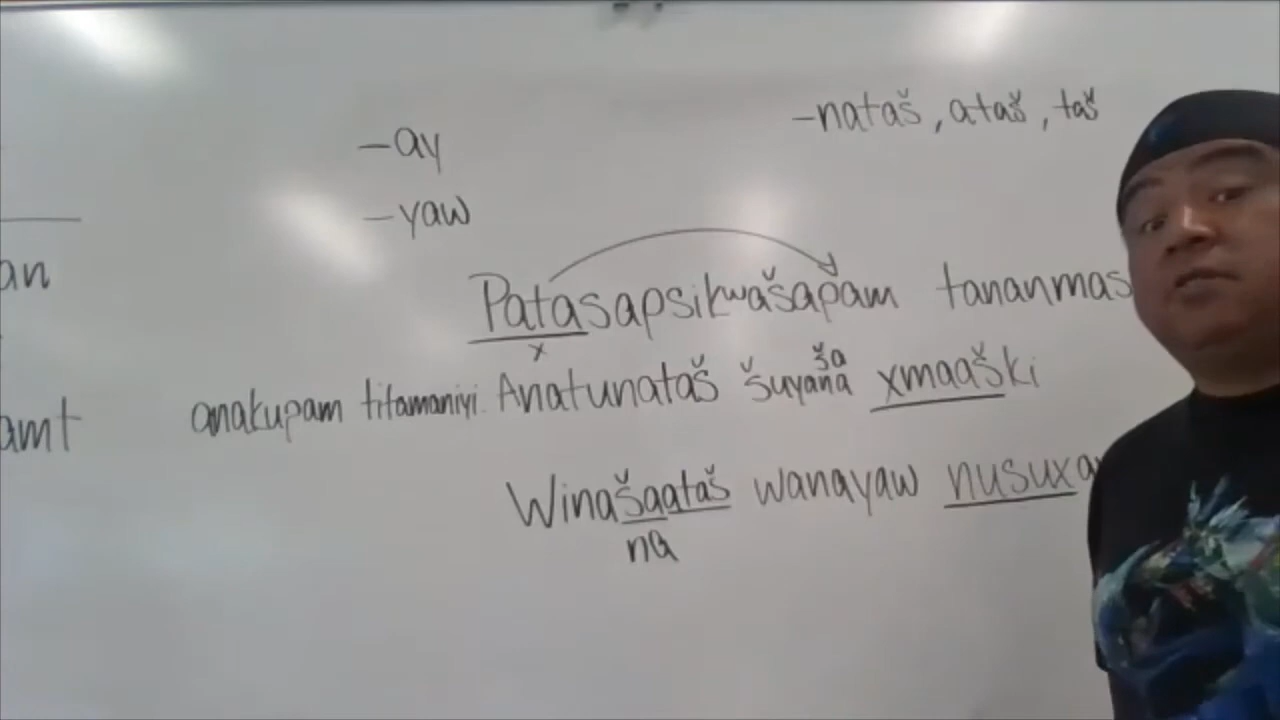 -nataš, ataš, taš
-ay
-yaw
an
Patasapsikwašapam tananmas
x
ša
anakupam titamaniyi. Anatunataš šuyana xmaaški
amt
Winašaataš wanayaw nusuxa
na